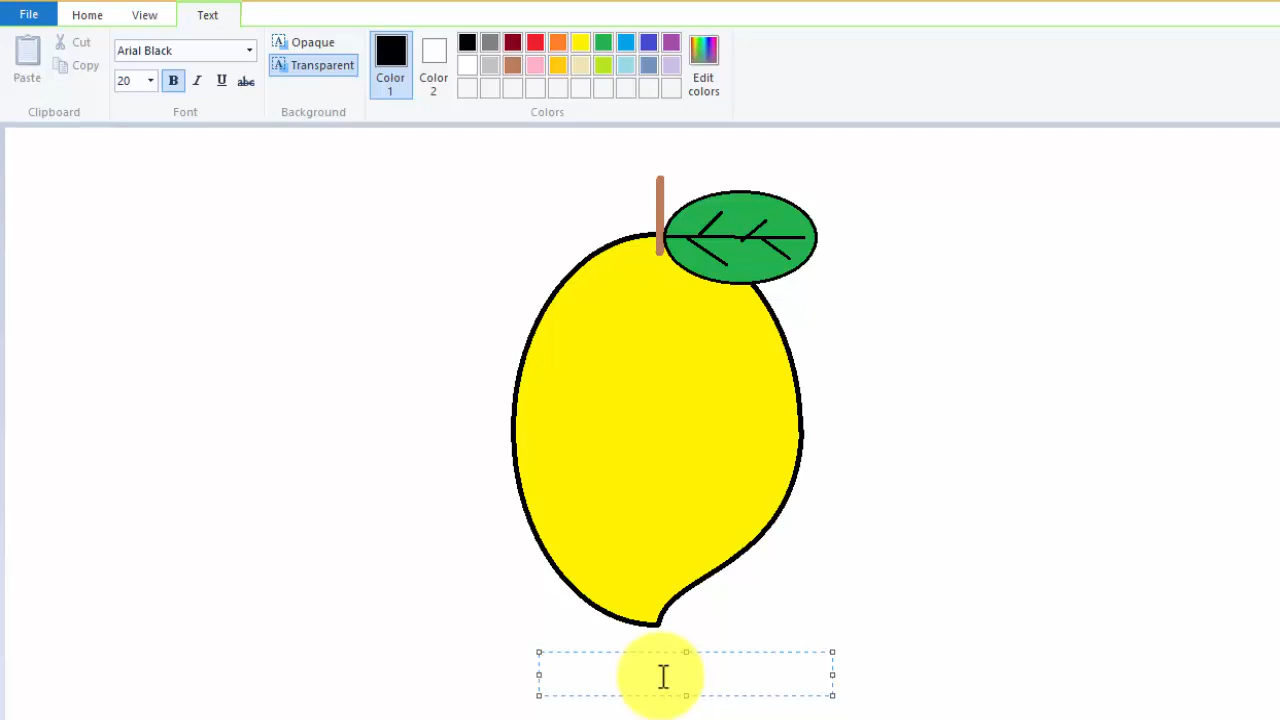 File Home View Text
Paste Cut Copy Clipboard
Arial Black
20 B I U abc
Font
Opaque
Transparent
Background
Color 1
Color 2
Edit colors
Colors